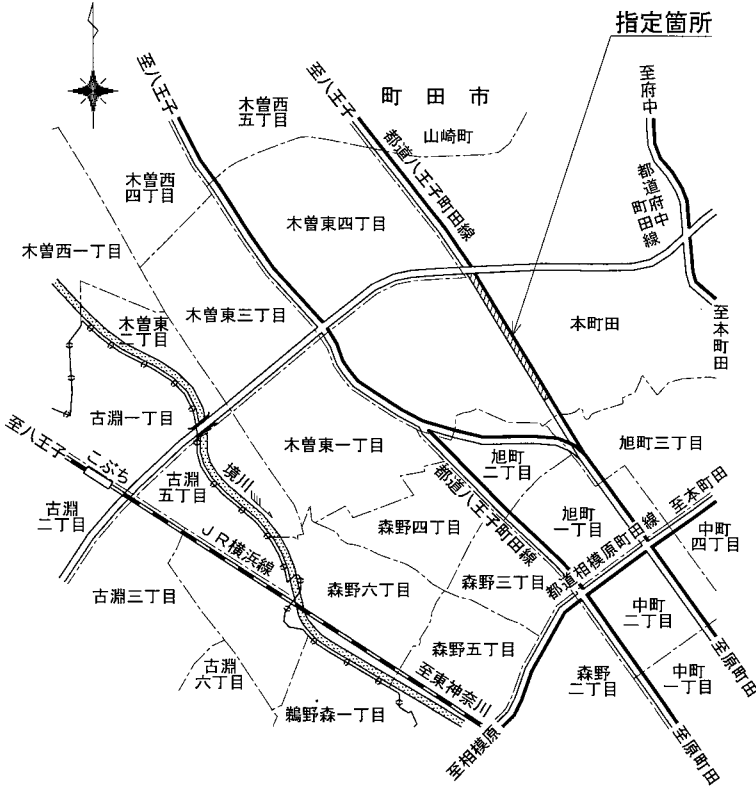 指定箇所
至八王子
木曽西
五丁目
至八王子
町田市
山崎町
都道八王子町田線
至府中
都道府中
町田線
木曽西
四丁目
木曽東四丁目
木曽西一丁目
木曽東三丁目
木曽東
二丁目
本町田
至本町田
古淵一丁目
至八王子
こぶち
木曽東一丁目
旭町
二丁目
旭町三丁目
古淵
二丁目
古淵
五丁目
境川
都道八王子町田線
旭町
一丁目
至本町田
中町
四丁目
JR横浜線
森野四丁目
都道相模原町田線
古淵三丁目
森野六丁目
森野三丁目
中町
二丁目
古淵
六丁目
森野五丁目
至東神奈川
森野
二丁目
中町
一丁目
至原町田
鵜野森一丁目
至相模原
至原町田